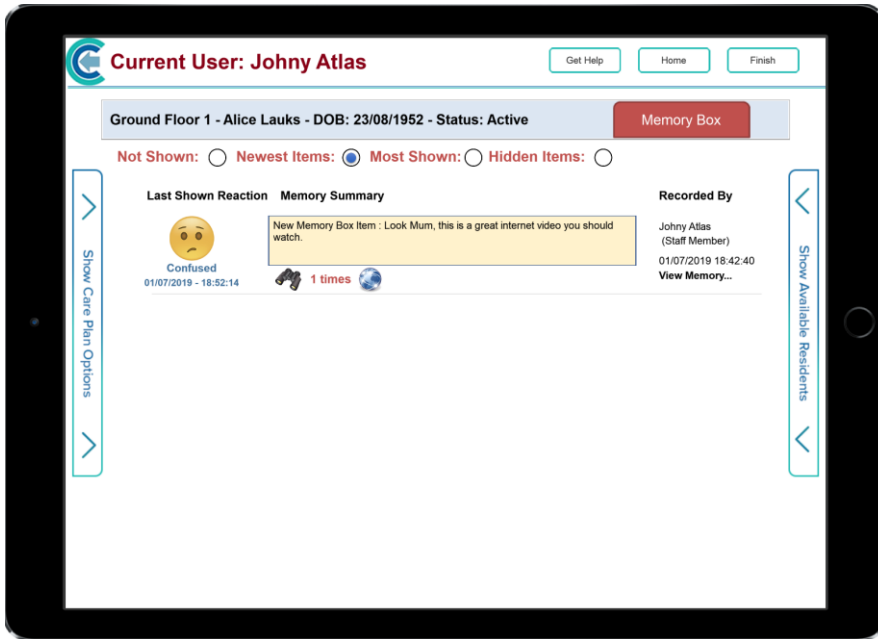 Current User: Johny Atlas
Get Help
Home
Finish
Ground Floor 1 - Alice Lauks - DOB: 23/08/1952 - Status: Active
Memory Box
Not Shown: Newest Items: Most Shown: Hidden Items:
Show Care Plan Options
Last Shown Reaction
Memory Summary
Recorded By
Confused
01/07/2019 - 18:52:14
New Memory Box Item : Look Mum, this is a great internet video you should
watch.
1 times
Johny Atlas
(Staff Member)
01/07/2019 18:42:40
View Memory...
Show Available Residents